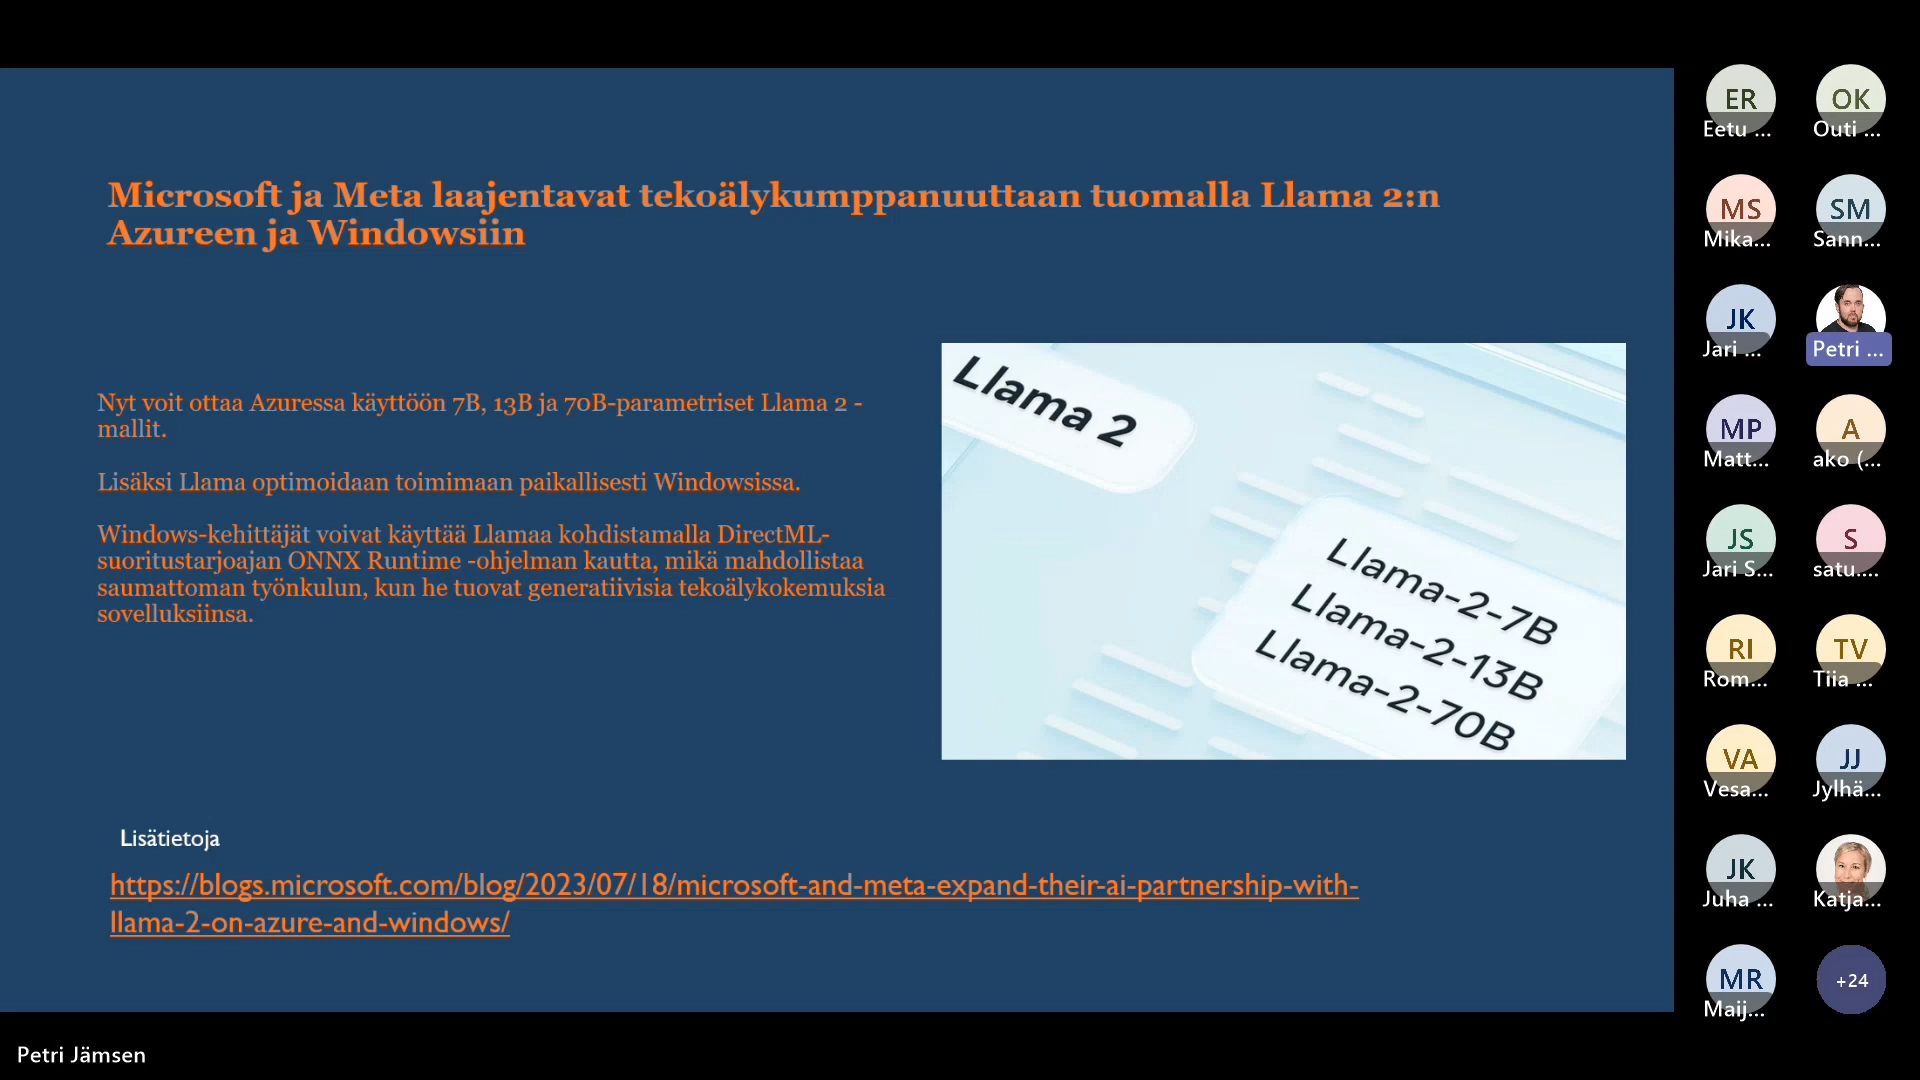 Microsoft ja Meta laajentavat tekoälykumppanuuttaan tuomalla Llama 2:n
Azureen ja Windowsiin
Nyt voit ottaa Azuressa käyttöön 7B, 13B ja 70B-parametriset Llama 2 -
mallit.
Lisäksi Llama optimoidaan toimimaan paikallisesti Windowsissa.
Windows-kehittäjät voivat käyttää Llamaa kohdistamalla DirectML-
suoritustarjoajan ONNX Runtime -ohjelman kautta, mikä mahdollistaa
saumattoman työnkulun, kun he tuovat generatiivisia tekoälykokemuksia
sovelluksiinsa.
Llama 2
Llama-2-7B
Llama-2-13B
Llama-2-70B
Lisätietoja
https://blogs.microsoft.com/blog/2023/07/18/microsoft-and-meta-expand-their-ai-partnership-with-
llama-2-on-azure-and-windows/
ER
Eetu ...
OK
Outi ...
MS
Mika...
SM
Sann...
JK
Jari ...
Petri ...
MP
Matt...
A
ako (...
JS
Jari S...
S
satu....
RI
Rom...
TV
Tiia ...
VA
Vesa...
JJ
Jylhä...
JK
Juha ...
Katja...
MR
Maij...
+24
Petri Jämsen